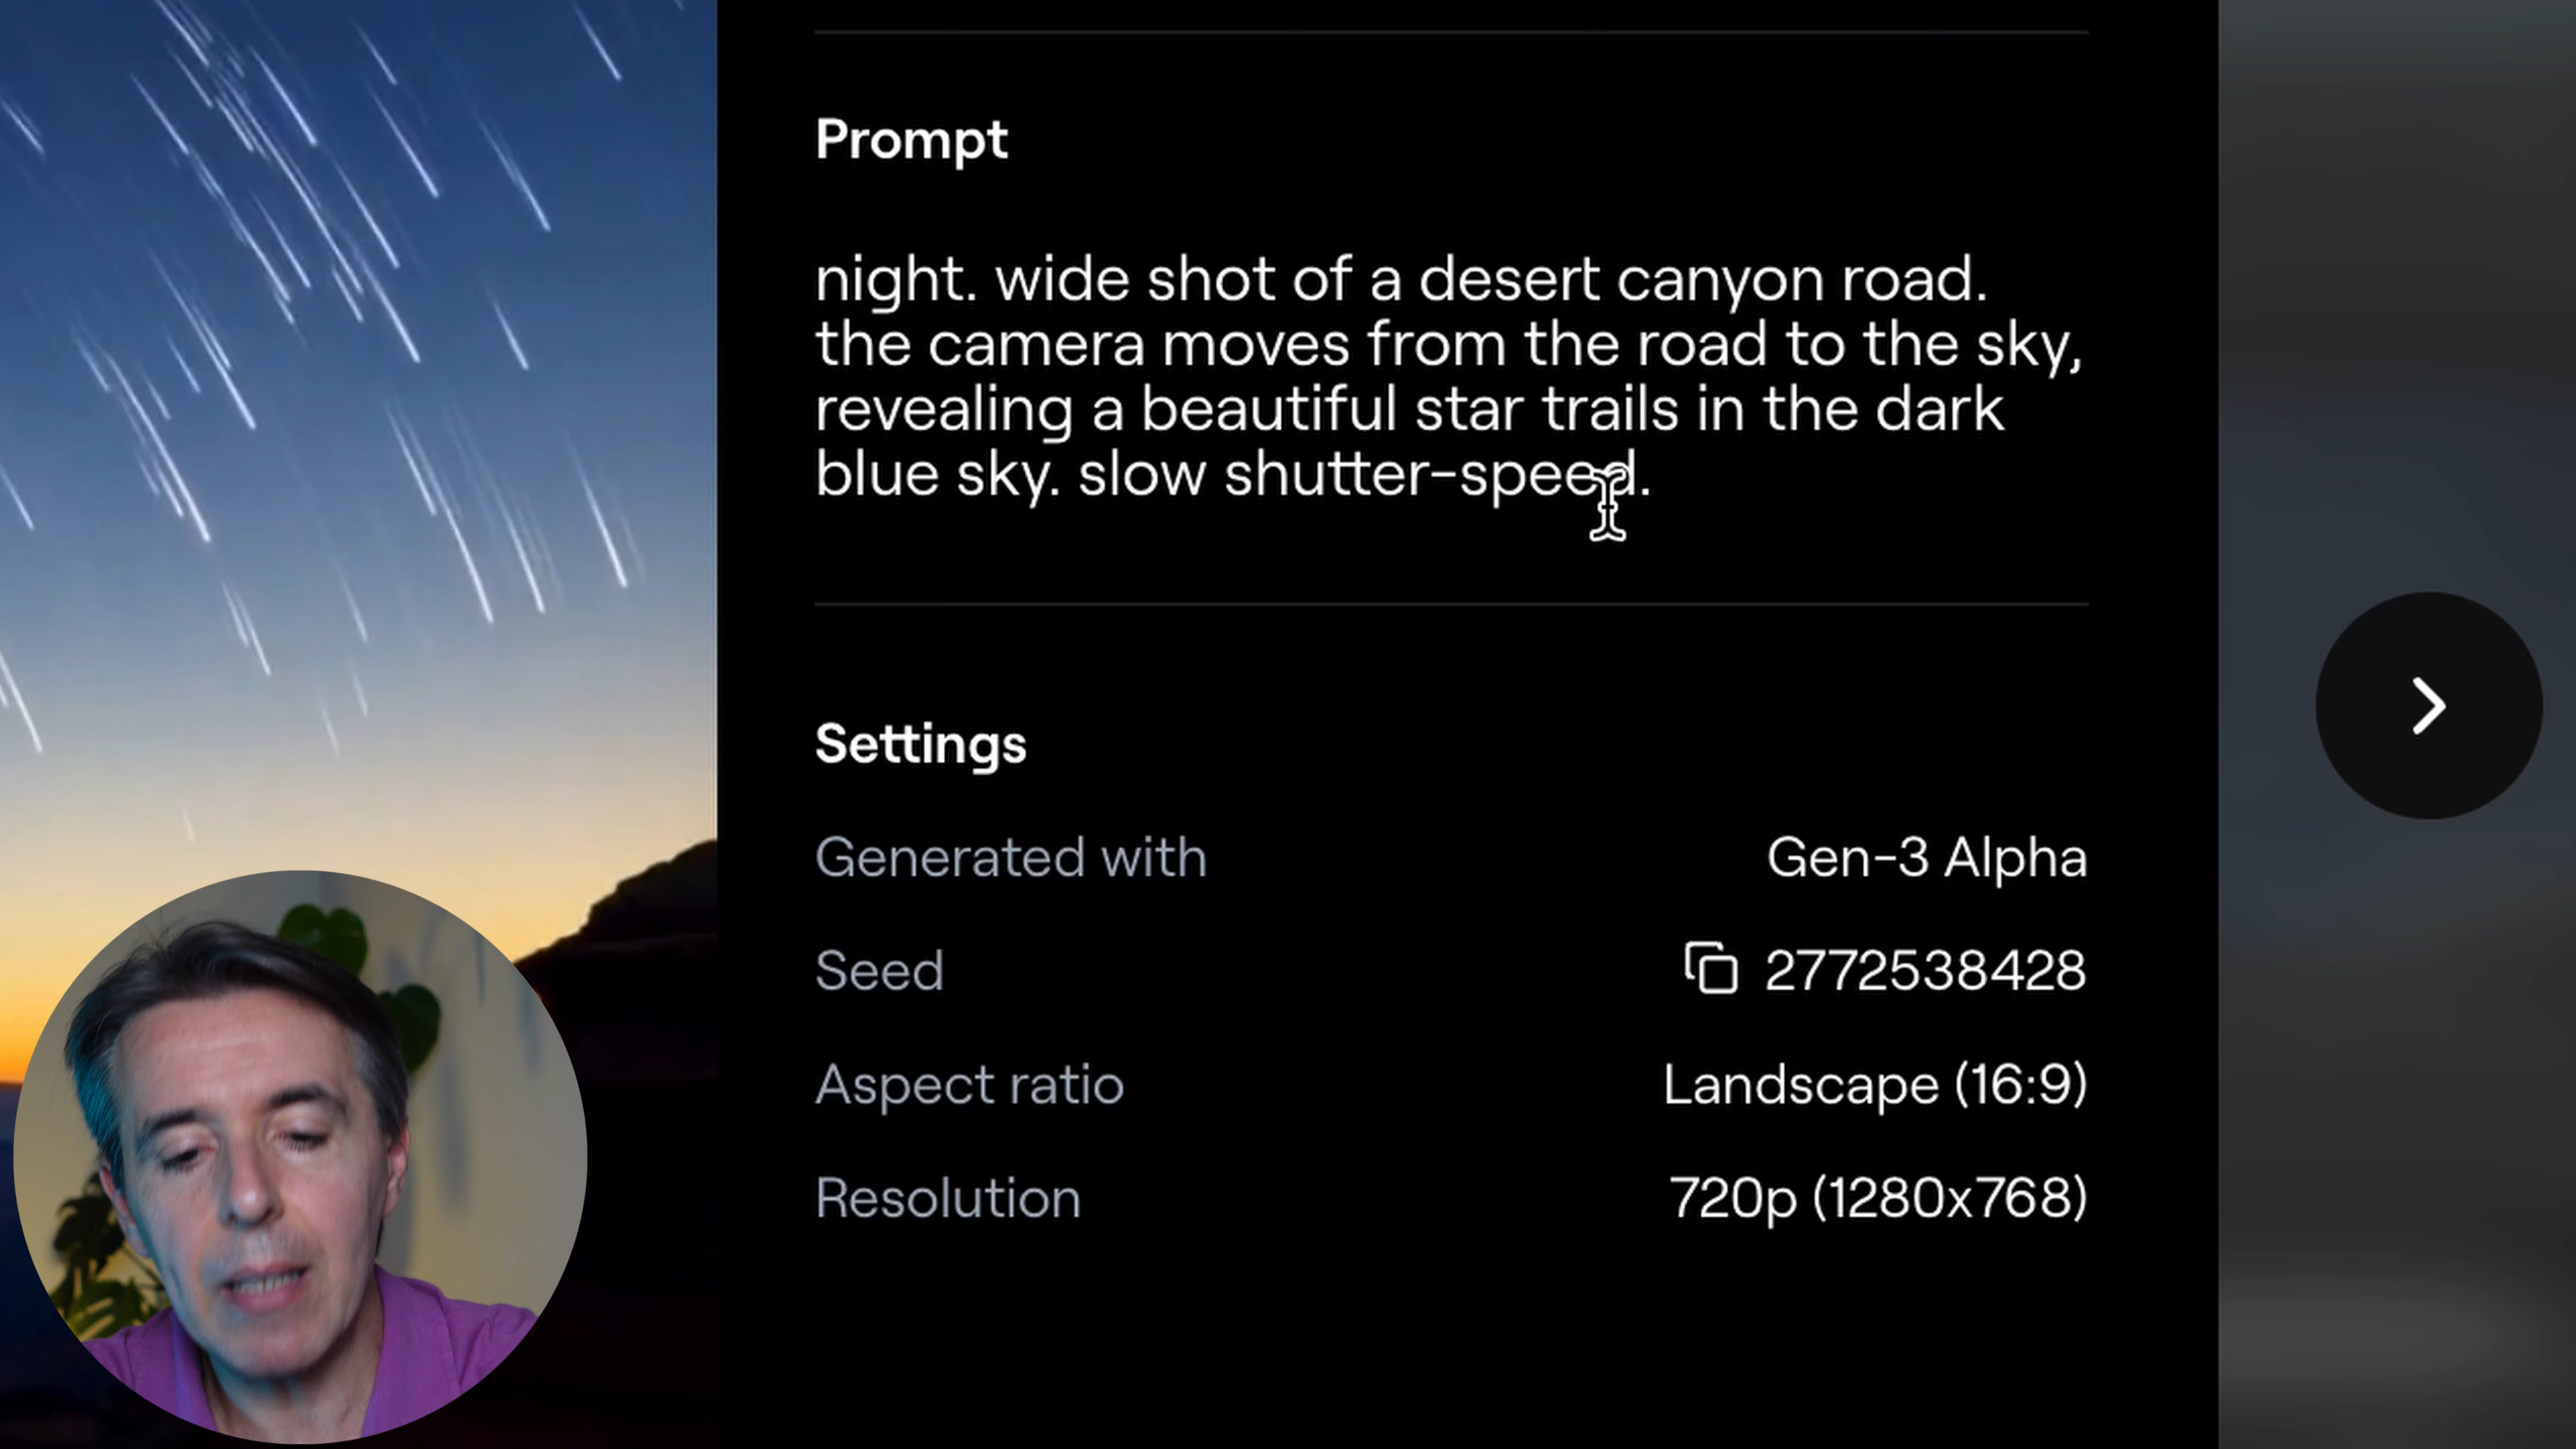 Prompt
night. wide shot of a desert canyon road.
the camera moves from the road to the sky,
revealing a beautiful star trails in the dark
blue sky. slow shutter-speed.
Settings
Generated with Gen-3 Alpha
Seed 2772538428
Aspect ratio Landscape (16:9)
Resolution 720p (1280x768)